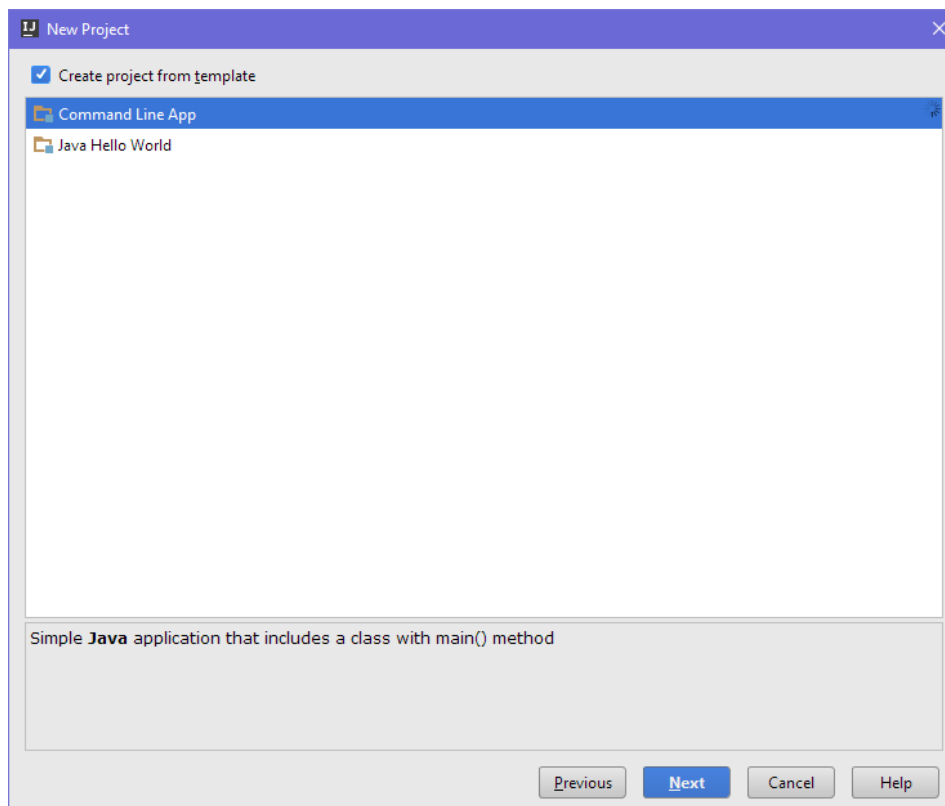 IJ New Project
Create project from template
Command Line App
Java Hello World
Simple Java application that includes a class with main() method
Previous Next Cancel Help